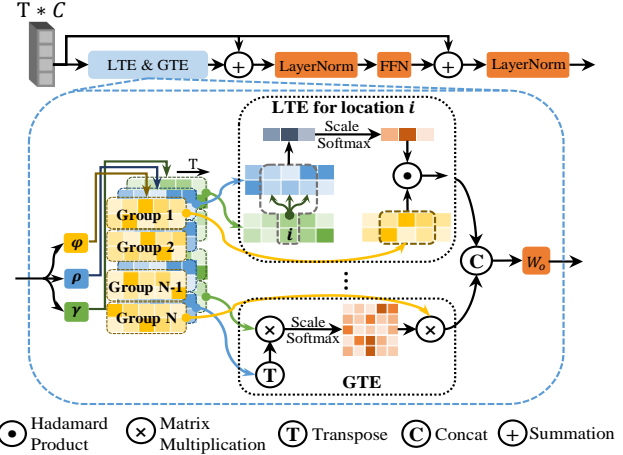 T * C
LTE & GTE
+
LayerNorm
FFN
+
LayerNorm
LTE for location i
Scale
Softmax
T
Group 1
Group 2
Group N-1
Group N
φ
ρ
γ
i
...
C
W_o
×
Scale
Softmax
×
T
GTE
Hadamard
Product
× Matrix
Multiplication
T Transpose
C Concat
+ Summation